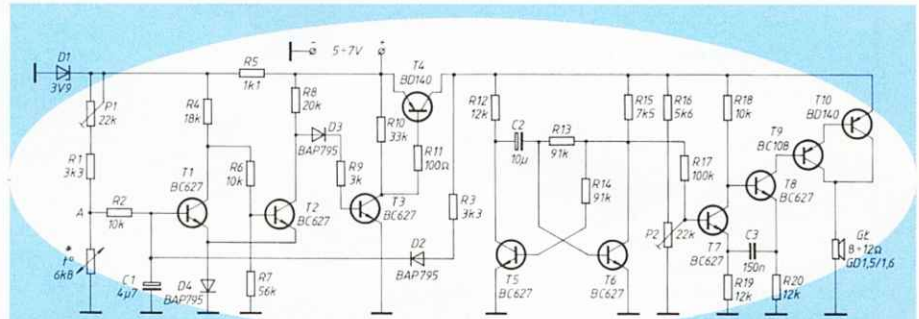 D1
3V9
P1
22k
R1
3k3
A
R2
10k
t°
6k8
C1
4µ7
R4
18k
T1
BC627
D4
BAP795
R5
1k1
R6
10k
R7
56k
- 5÷7V -
R8
20k
T2
BC627
D3
BAP795
R9
3k
R10
33k
T3
BC627
T4
BD140
R11
100Ω
D2
BAP795
R3
3k3
R12
12k
C2
10µ
R13
91k
R14
91k
T5
BC627
T6
BC627
R15
7k5
R16
5k6
P2
22k
R17
100k
R18
10k
T7
BC627
C3
150n
R19
12k
T8
BC627
R20
12k
T9
BC108
T10
BD140
GŁ
8÷12Ω
GD1,5/1,6